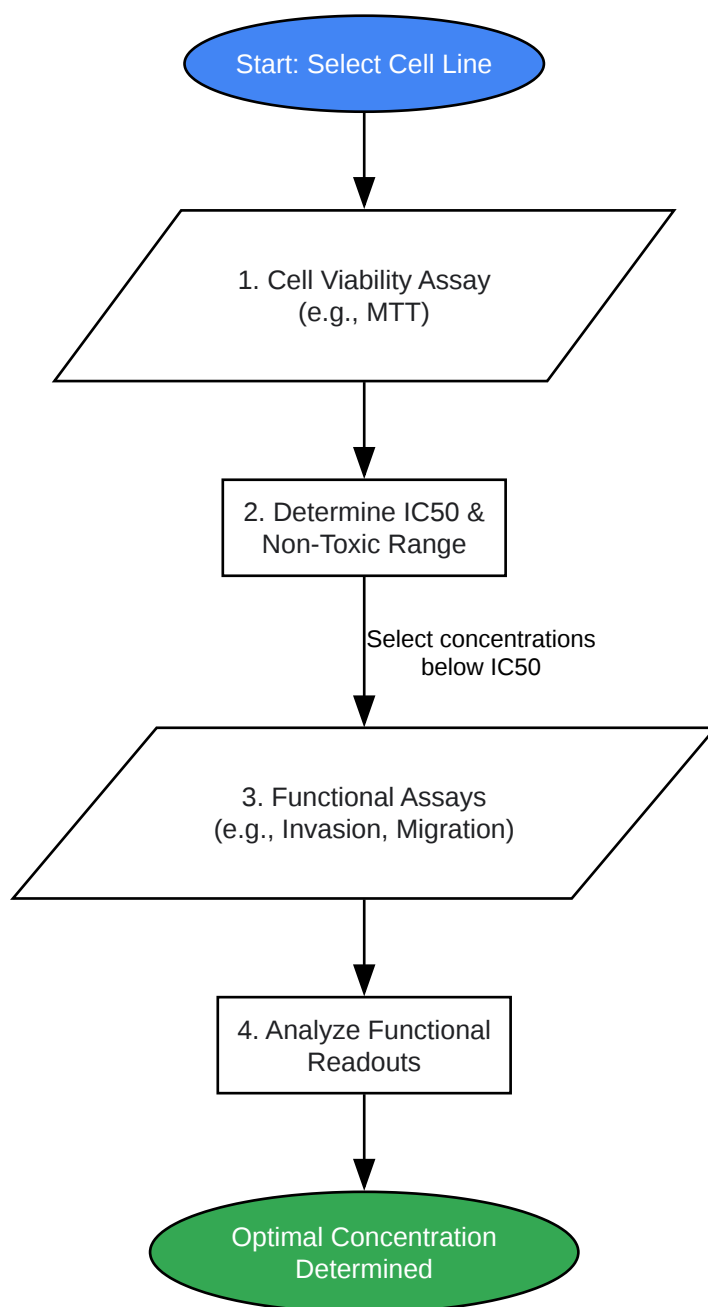 Start: Select Cell Line
1. Cell Viability Assay
(e.g., MTT)
2. Determine IC50 &
Non-Toxic Range
Select concentrations
below IC50
3. Functional Assays
(e.g., Invasion, Migration)
4. Analyze Functional
Readouts
Optimal Concentration
Determined